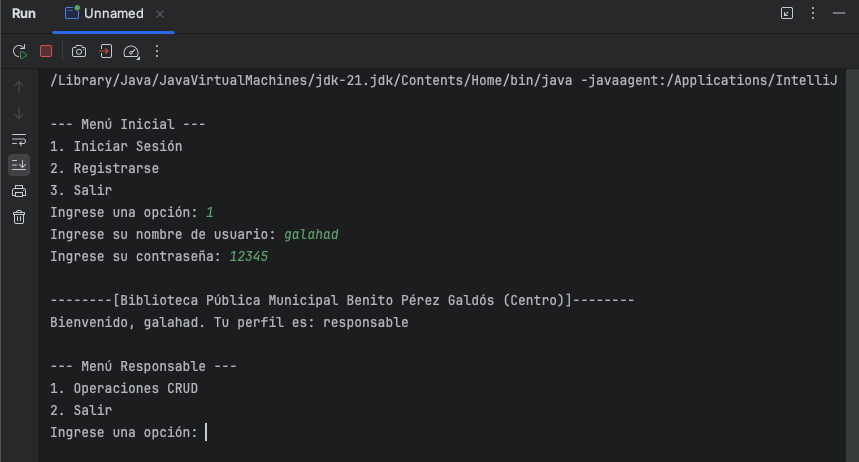 Run
Unnamed
/Library/Java/JavaVirtualMachines/jdk-21.jdk/Contents/Home/bin/java -javaagent:/Applications/IntelliJ
--- Menú Inicial ---
1. Iniciar Sesión
2. Registrarse
3. Salir
Ingrese una opción: 1
Ingrese su nombre de usuario: galahad
Ingrese su contraseña: 12345
--------[Biblioteca Pública Municipal Benito Pérez Galdós (Centro)]--------
Bienvenido, galahad. Tu perfil es: responsable
--- Menú Responsable ---
1. Operaciones CRUD
2. Salir
Ingrese una opción: